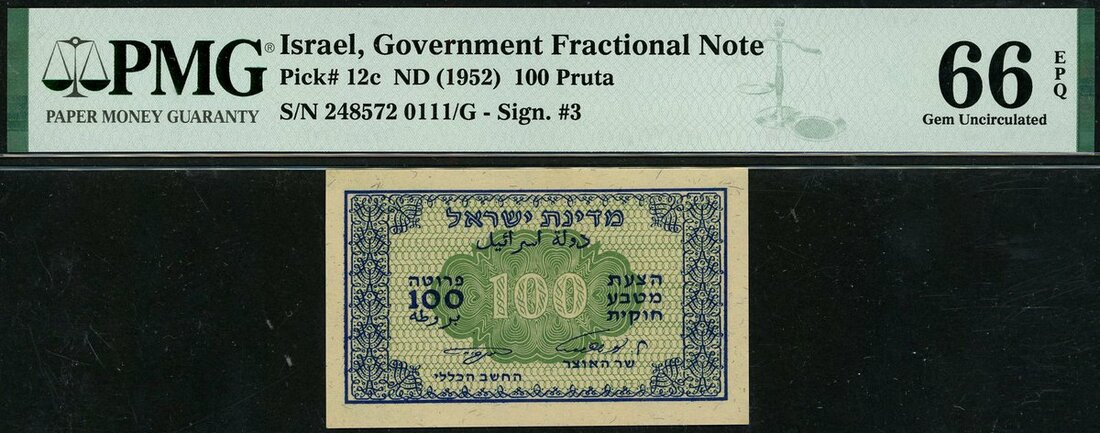 PMG® Israel, Government Fractional Note
Pick# 12c ND (1952) 100 Pruta
PAPER MONEY GUARANTY S/N 248572 0111/G - Sign. #3
66 EPQ
Gem Uncirculated
מדינת ישראל
دولة اسرائيل
הצעת
מטבע
חוקית
100
פרוטה
100
بروطة
שר האוצר
החשב הכללי